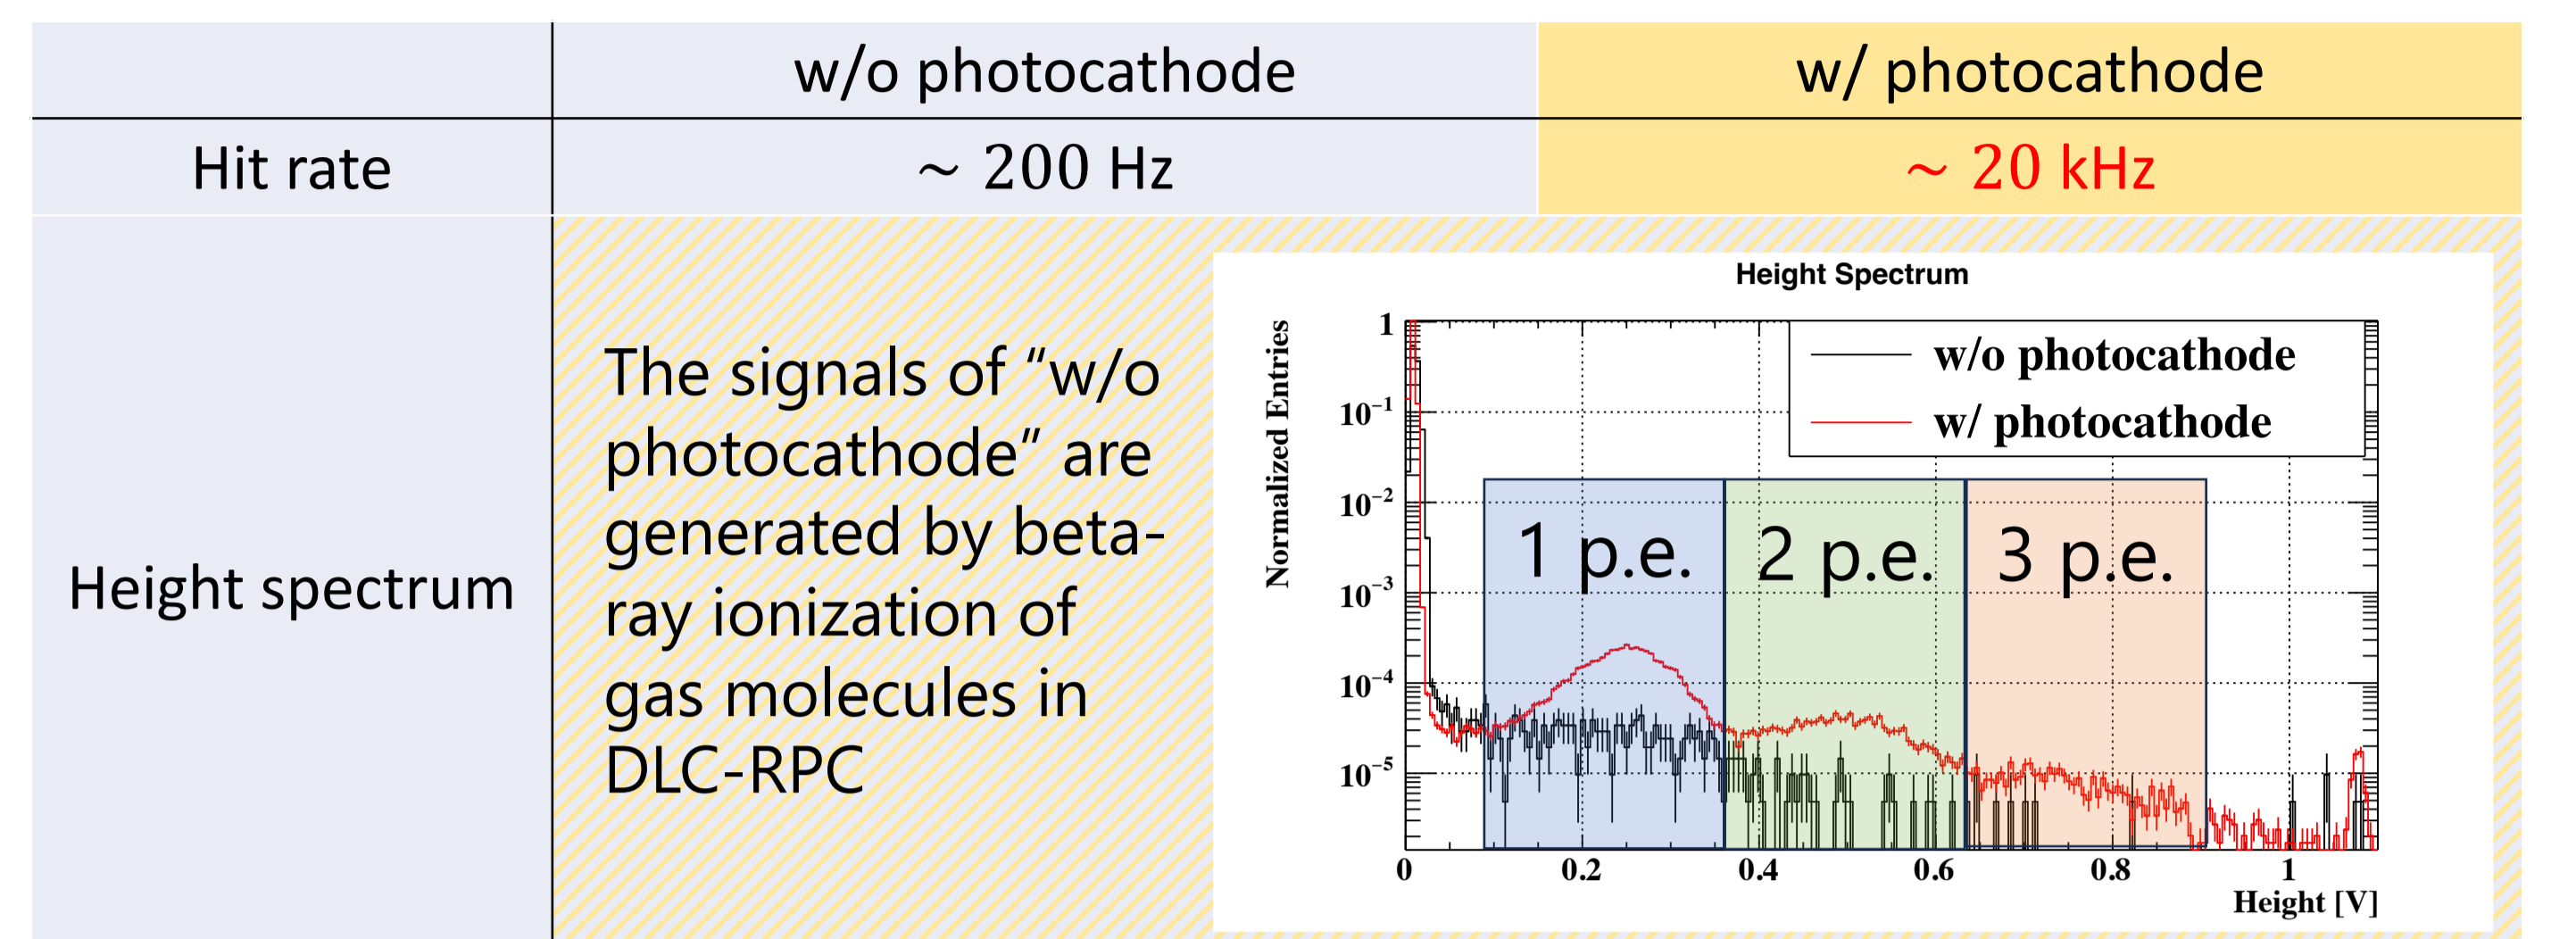 w/o photocathode
w/ photocathode
Hit rate
~ 200 Hz
~ 20 kHz
Height spectrum
The signals of “w/o
photocathode” are
generated by beta-
ray ionization of
gas molecules in
DLC-RPC
Height Spectrum
Normalized Entries
1
10⁻¹
10⁻²
10⁻³
10⁻⁴
10⁻⁵
w/o photocathode
w/ photocathode
1 p.e.
2 p.e.
3 p.e.
0
0.2
0.4
0.6
0.8
1
Height [V]